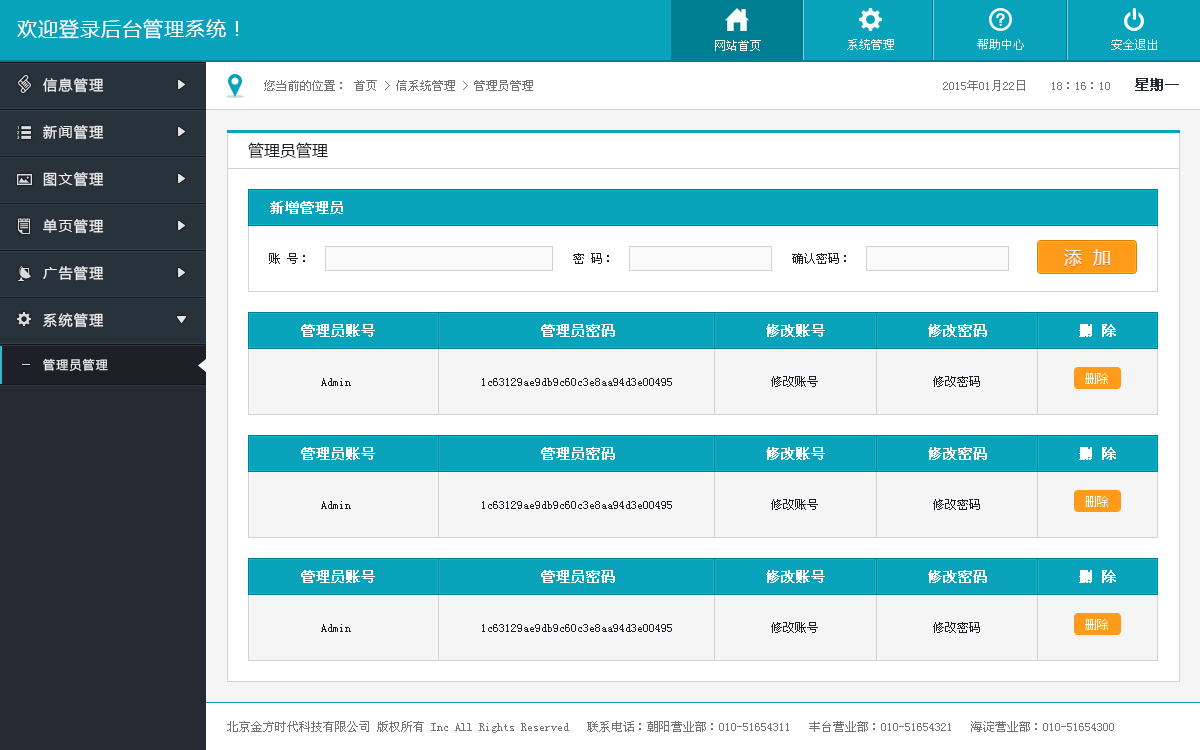 欢迎登录后台管理系统！
网站首页 系统管理 帮助中心 安全退出
信息管理
新闻管理
图文管理
单页管理
广告管理
系统管理
管理员管理
您当前的位置： 首页 > 信系统管理 > 管理员管理
2015年01月22日 18：16：10 星期一
管理员管理
新增管理员
账 号： 密 码： 确认密码： 添 加
管理员账号 管理员密码 修改账号 修改密码 删 除
Admin 1c63129ae9db9c60c3e8aa94d3e00495 修改账号 修改密码 删除
管理员账号 管理员密码 修改账号 修改密码 删 除
Admin 1c63129ae9db9c60c3e8aa94d3e00495 修改账号 修改密码 删除
管理员账号 管理员密码 修改账号 修改密码 删 除
Admin 1c63129ae9db9c60c3e8aa94d3e00495 修改账号 修改密码 删除
北京金方时代科技有限公司 版权所有 Inc All Rights Reserved 联系电话：朝阳营业部：010-51654311 丰台营业部：010-51654321 海淀营业部：010-51654300